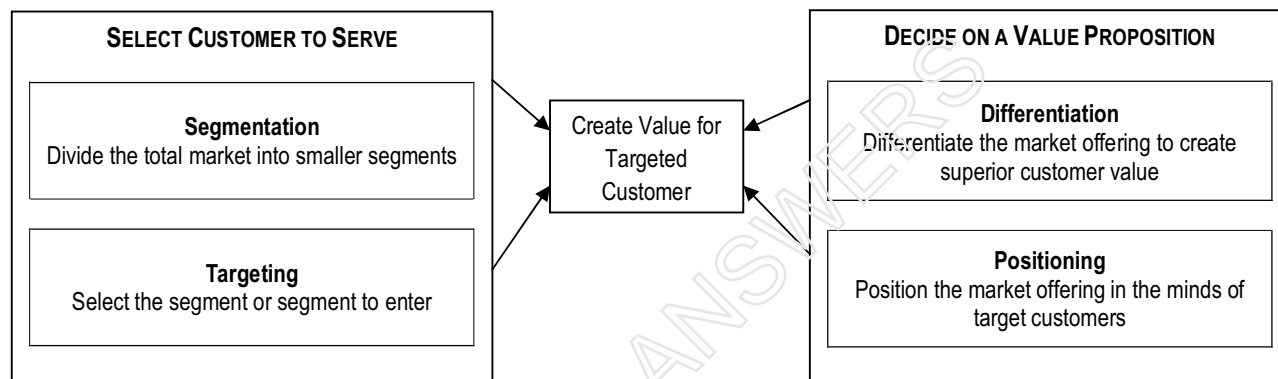 SELECT CUSTOMER TO SERVE
Segmentation
Divide the total market into smaller segments
Targeting
Select the segment or segment to enter
Create Value for
Targeted
Customer
DECIDE ON A VALUE PROPOSITION
Differentiation
Differentiate the market offering to create
superior customer value
Positioning
Position the market offering in the minds of
target customers
ANSWERS